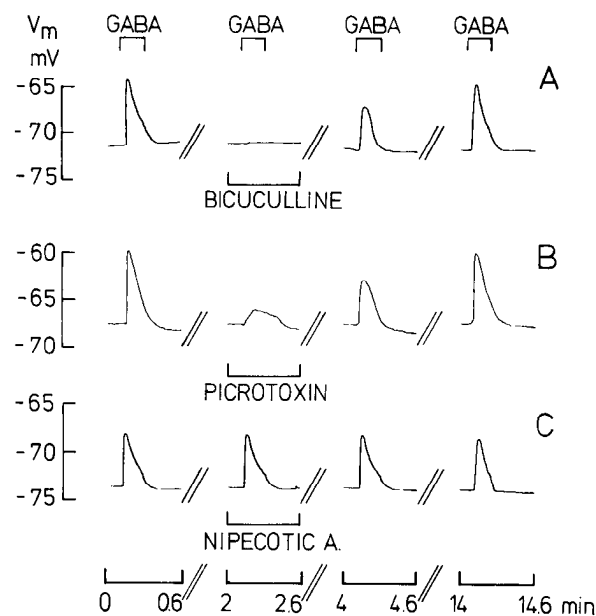 Vm
mV
GABA GABA GABA GABA
A
-65
-70
-75
BICUCULLINE
B
-60
-65
-70
PICROTOXIN
C
-65
-70
-75
NIPECOTIC A.
0 0.6 2 2.6 4 4.6 14 14.6 min